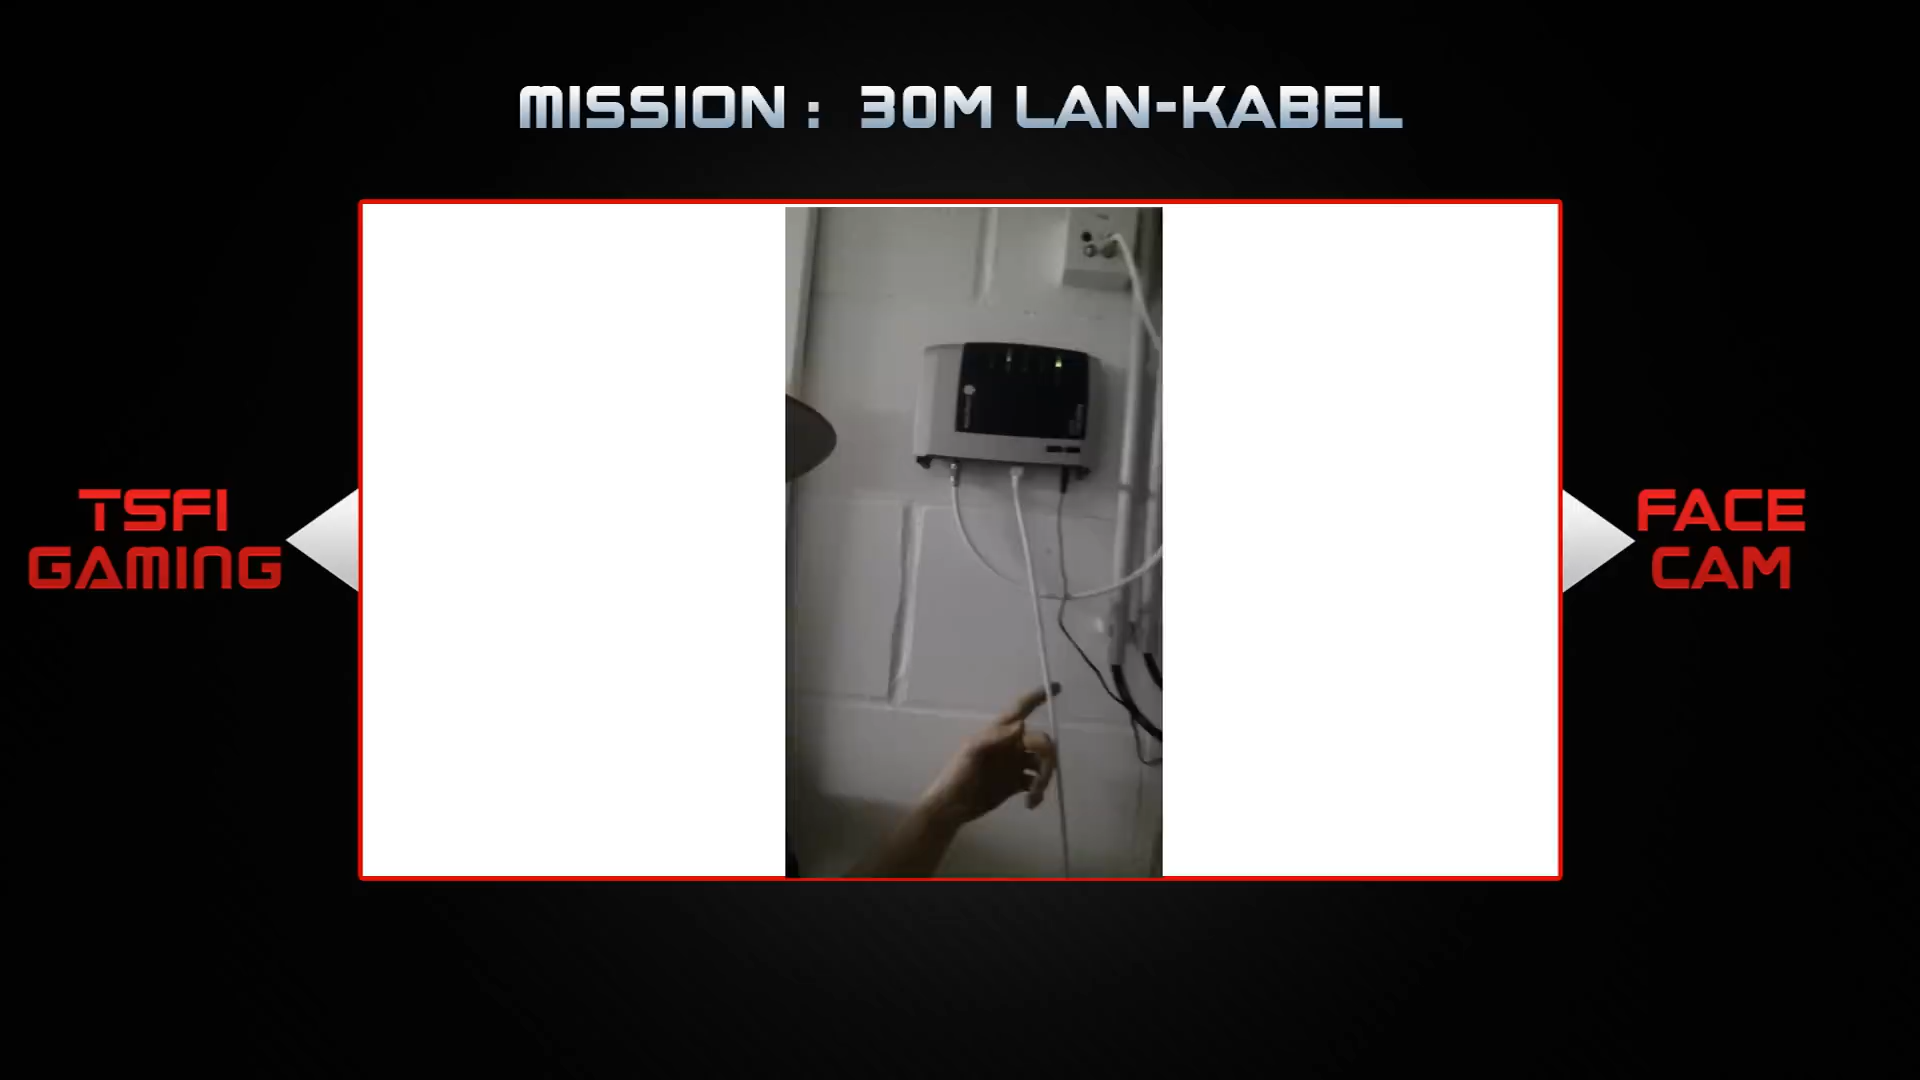 MISSION : 30M LAN-KABEL
TSFI
GAMING
FACE
CAM